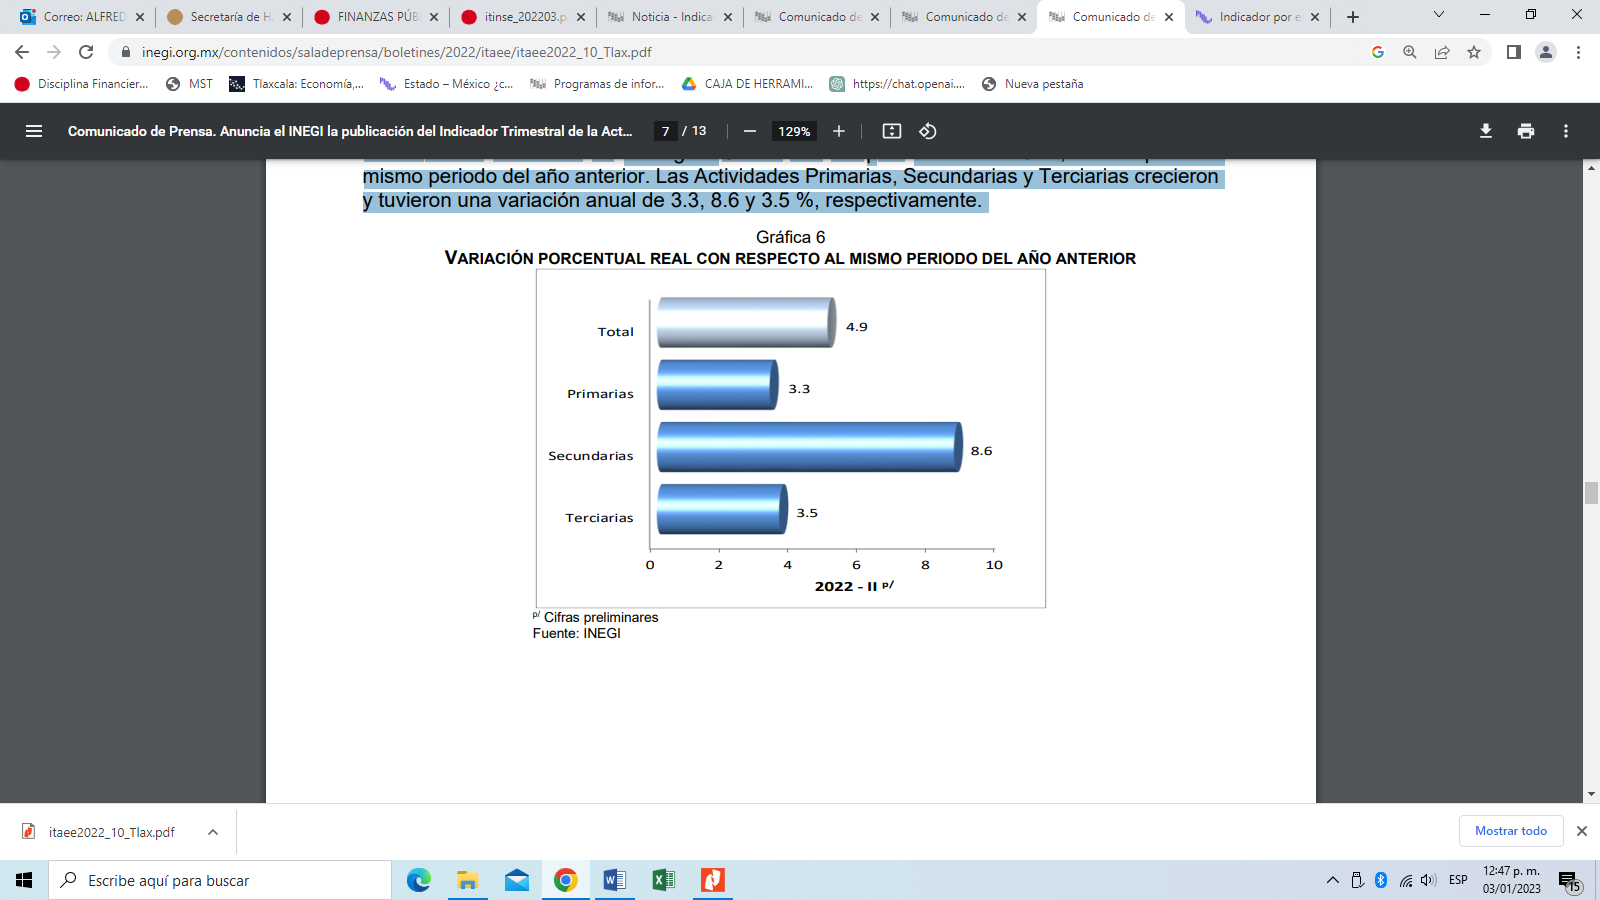 Correo: ALFRED
Secretaría de H
FINANZAS PÚB
itinse_202203.p
Noticia - Indica
Comunicado de
Comunicado de
Comunicado de
Indicador por e
inegi.org.mx/contenidos/saladeprensa/boletines/2022/itaee/itaee2022_10_Tlax.pdf
Disciplina Financier...
MST
Tlaxcala: Economía,...
Estado – México ¿c...
Programas de infor...
CAJA DE HERRAMI...
https://chat.openai....
Nueva pestaña
Comunicado de Prensa. Anuncia el INEGI la publicación del Indicador Trimestral de la Act...
7 / 13
129%
mismo periodo del año anterior. Las Actividades Primarias, Secundarias y Terciarias crecieron
y tuvieron una variación anual de 3.3, 8.6 y 3.5 %, respectivamente.
Gráfica 6
VARIACIÓN PORCENTUAL REAL CON RESPECTO AL MISMO PERIODO DEL AÑO ANTERIOR
Total 4.9
Primarias 3.3
Secundarias 8.6
Terciarias 3.5
0 2 4 6 8 10
2022 - II p/
p/ Cifras preliminares
Fuente: INEGI
itaee2022_10_Tlax.pdf
Mostrar todo
Escribe aquí para buscar
ESP
12:47 p. m.
03/01/2023
15